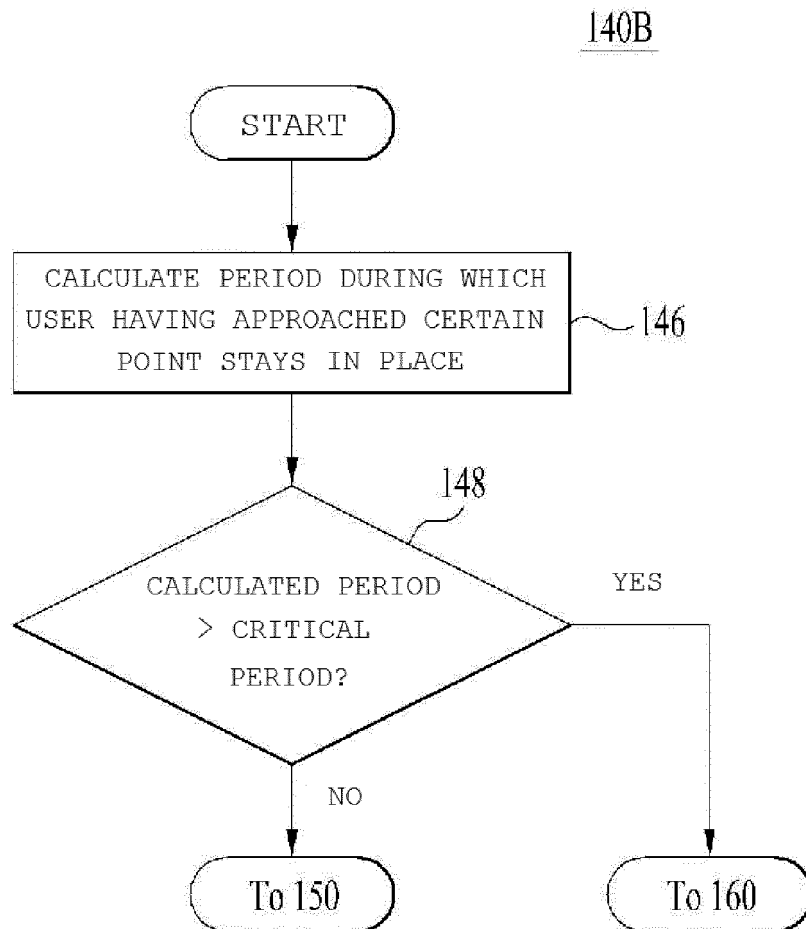 140B
START
CALCULATE PERIOD DURING WHICH
USER HAVING APPROACHED CERTAIN
POINT STAYS IN PLACE
146
148
CALCULATED PERIOD
> CRITICAL
PERIOD?
YES
NO
To 150
To 160